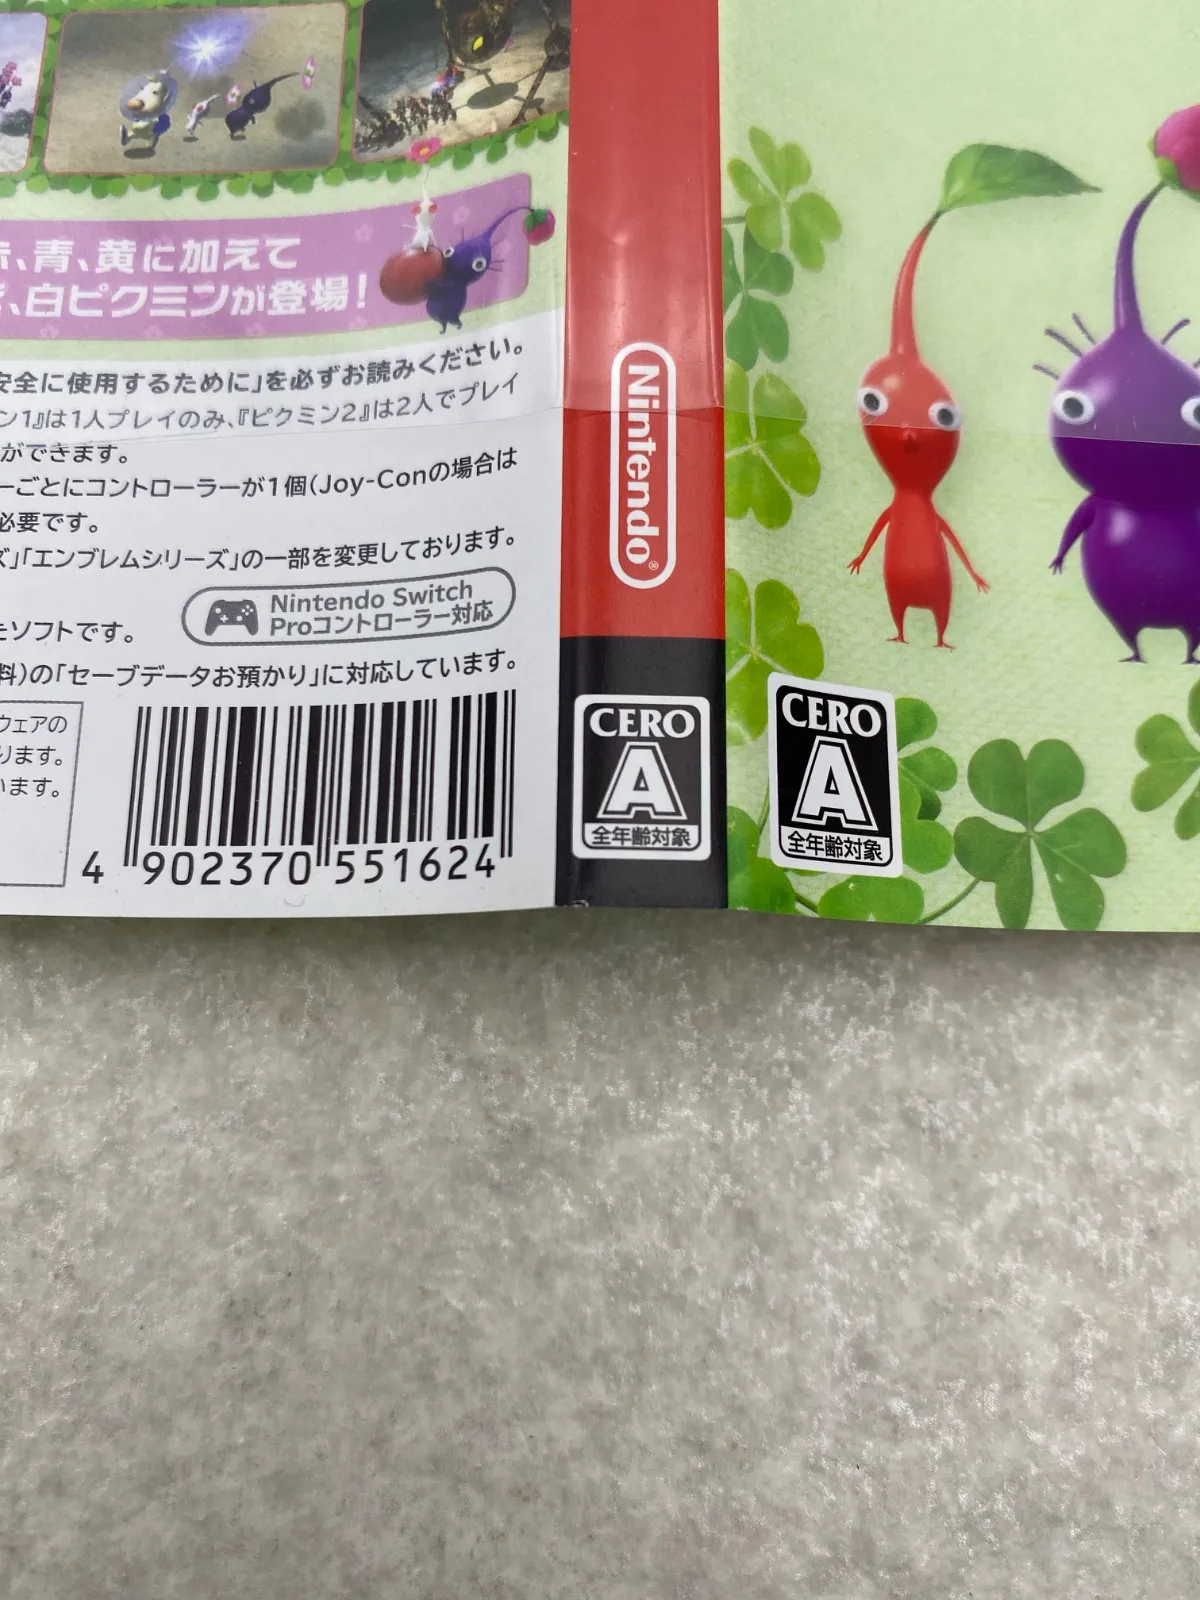 、青、黄に加えて
、白ピクミンが登場!
安全に使用するために」を必ずお読みください。
ン1』は1人プレイのみ、『ピクミン2』は2人でプレイ
ができます。
ーごとにコントローラーが1個(Joy-Conの場合は
必要です。
ズ」「エンブレムシリーズ」の一部を変更しております。
Nintendo Switch
Proコントローラー対応
たソフトです。
料)の「セーブデータお預かり」に対応しています。
ウェアの
ります。
います。
4 902370 551624
Nintendo®
CERO
A
全年齢対象
CERO
A
全年齢対象